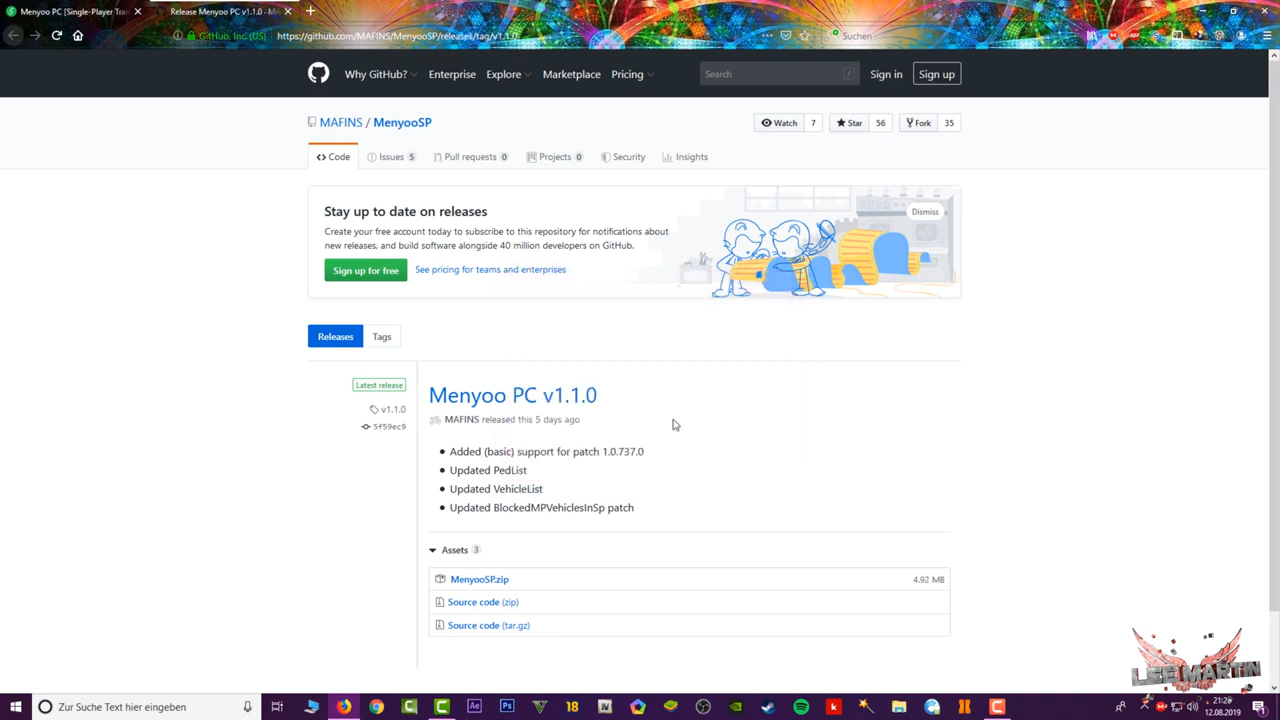 Menyoo PC [Single-Player Tra
Release Menyoo PC v1.1.0 · M
GitHub, Inc. (US)
https://github.com/MAFINS/MenyooSP/releases/tag/v1.1.0
Suchen
Why GitHub?
Enterprise
Explore
Marketplace
Pricing
Search
/
Sign in
Sign up
MAFINS / MenyooSP
Watch 7
Star 56
Fork 35
Code
Issues 5
Pull requests 0
Projects 0
Security
Insights
Stay up to date on releases
Dismiss
Create your free account today to subscribe to this repository for notifications about
new releases, and build software alongside 40 million developers on GitHub.
Sign up for free
See pricing for teams and enterprises
Releases
Tags
Latest release
v1.1.0
5f59ec9
Menyoo PC v1.1.0
MAFINS released this 5 days ago
Added (basic) support for patch 1.0.737.0
Updated PedList
Updated VehicleList
Updated BlockedMPVehiclesInSp patch
Assets 3
MenyooSP.zip
4.92 MB
Source code (zip)
Source code (tar.gz)
LEE MARTIN
Zur Suche Text hier eingeben
Ae
Ps
18
k
21:26
12.08.2019